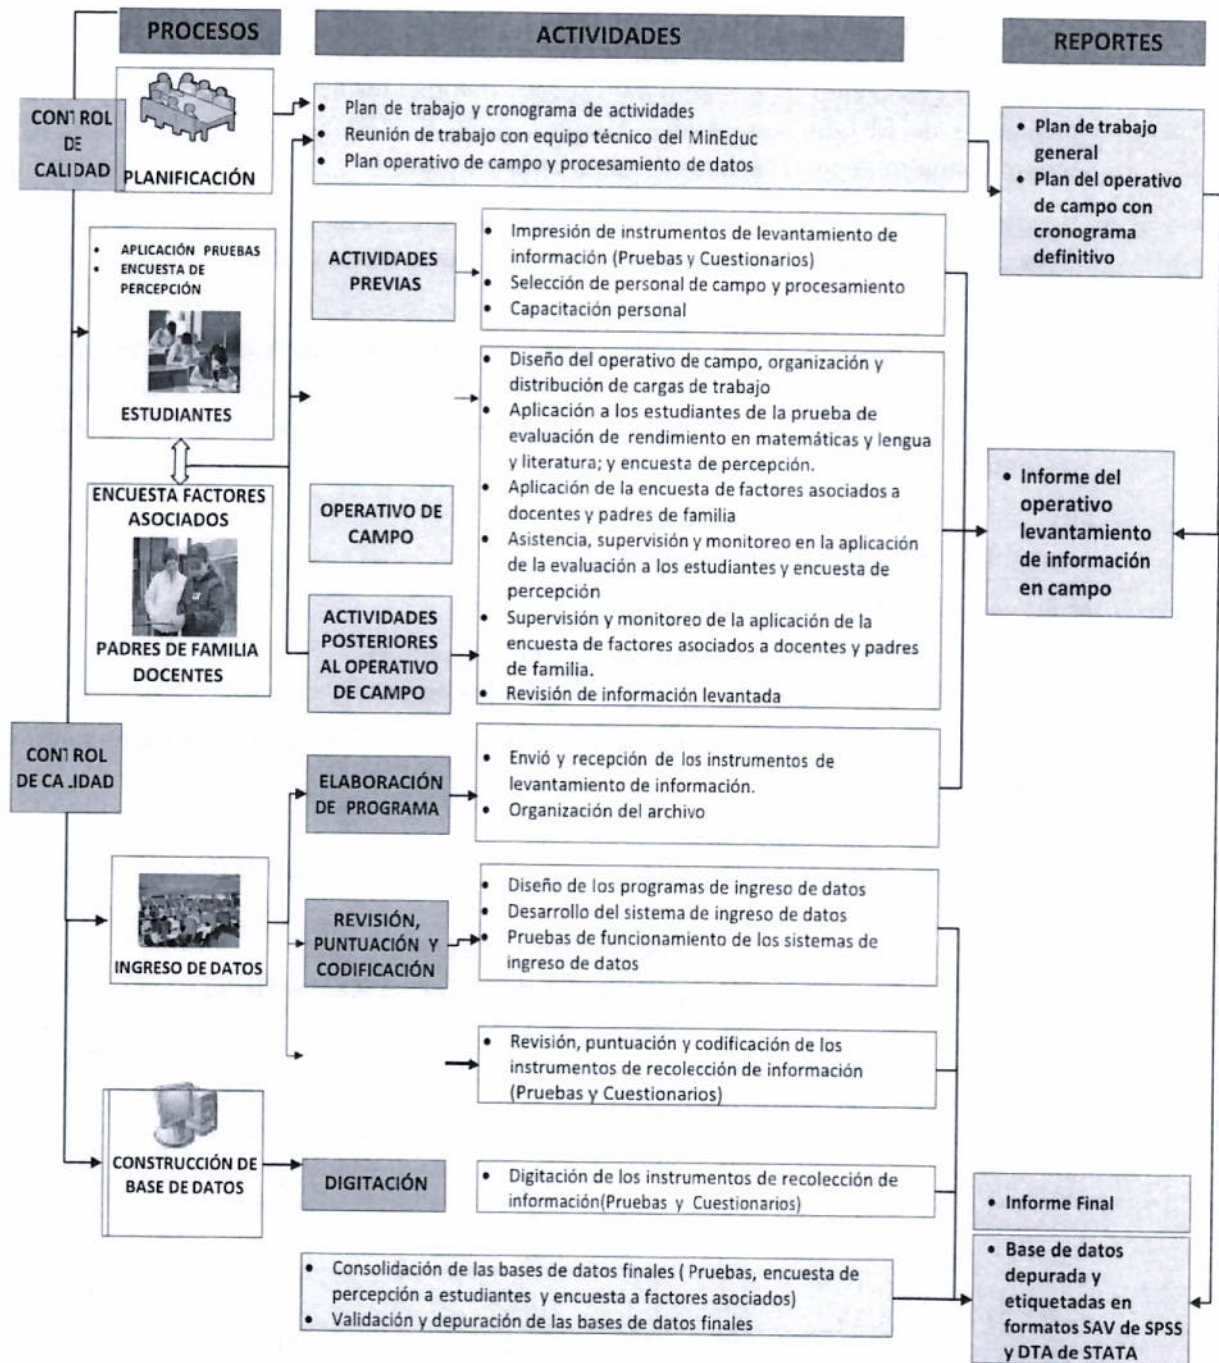 PROCESOS
ACTIVIDADES
REPORTES
CONTROL
DE
CALIDAD
PLANIFICACIÓN
• Plan de trabajo y cronograma de actividades
• Reunión de trabajo con equipo técnico del MinEduc
• Plan operativo de campo y procesamiento de datos
• Plan de trabajo
general
• Plan del operativo
de campo con
cronograma
definitivo
• APLICACIÓN PRUEBAS
• ENCUESTA DE
PERCEPCIÓN
ESTUDIANTES
ACTIVIDADES
PREVIAS
• Impresión de instrumentos de levantamiento de
información (Pruebas y Cuestionarios)
• Selección de personal de campo y procesamiento
• Capacitación personal
ENCUESTA FACTORES
ASOCIADOS
PADRES DE FAMILIA
DOCENTES
OPERATIVO DE
CAMPO
ACTIVIDADES
POSTERIORES
AL OPERATIVO
DE CAMPO
• Diseño del operativo de campo, organización y
distribución de cargas de trabajo
• Aplicación a los estudiantes de la prueba de
evaluación de rendimiento en matemáticas y lengua
y literatura; y encuesta de percepción.
• Aplicación de la encuesta de factores asociados a
docentes y padres de familia
• Asistencia, supervisión y monitoreo en la aplicación
de la evaluación a los estudiantes y encuesta de
percepción
• Supervisión y monitoreo de la aplicación de la
encuesta de factores asociados a docentes y padres
de familia.
• Revisión de información levantada
• Informe del
operativo
levantamiento
de información
en campo
CONTROL
DE CALIDAD
ELABORACIÓN
DE PROGRAMA
• Envió y recepción de los instrumentos de
levantamiento de información.
• Organización del archivo
INGRESO DE DATOS
REVISIÓN,
PUNTUACIÓN Y
CODIFICACIÓN
• Diseño de los programas de ingreso de datos
• Desarrollo del sistema de ingreso de datos
• Pruebas de funcionamiento de los sistemas de
ingreso de datos
• Revisión, puntuación y codificación de los
instrumentos de recolección de información
(Pruebas y Cuestionarios)
CONSTRUCCIÓN DE
BASE DE DATOS
DIGITACIÓN
• Digitación de los instrumentos de recolección de
información(Pruebas y Cuestionarios)
• Consolidación de las bases de datos finales ( Pruebas, encuesta de
percepción a estudiantes y encuesta a factores asociados)
• Validación y depuración de las bases de datos finales
• Informe Final
• Base de datos
depurada y
etiquetadas en
formatos SAV de SPSS
y DTA de STATA